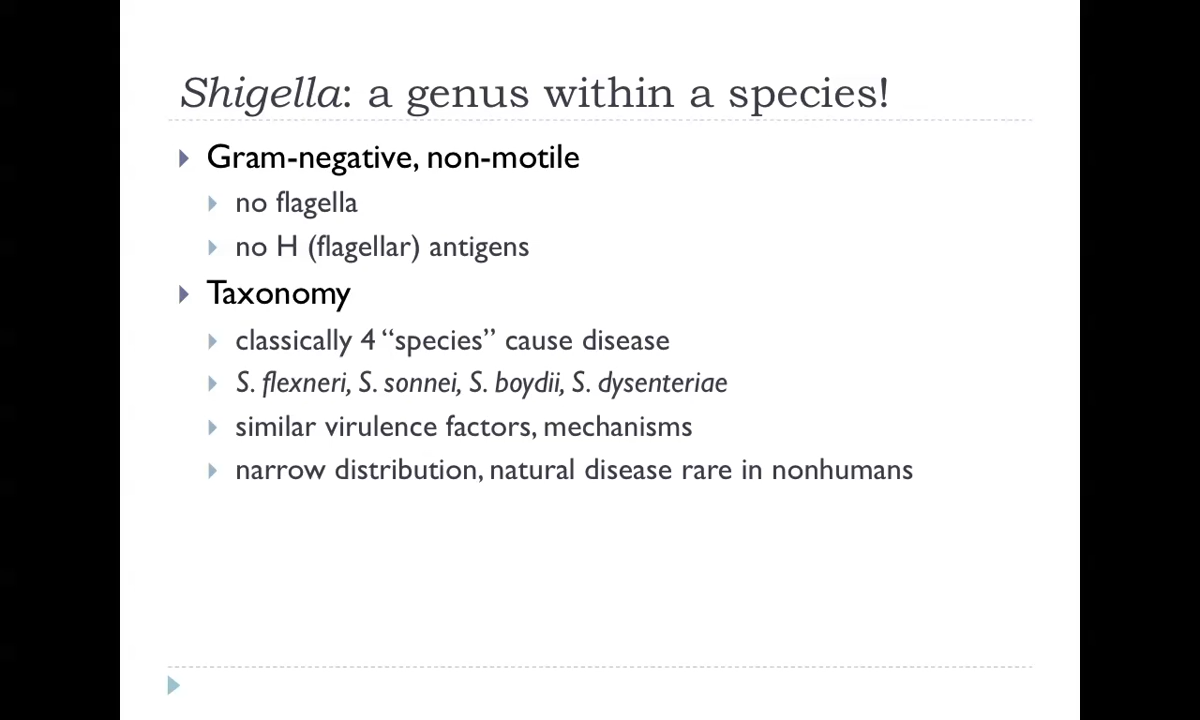 Shigella: a genus within a species!
Gram-negative, non-motile
no flagella
no H (flagellar) antigens
Taxonomy
classically 4 “species” cause disease
S. flexneri, S. sonnei, S. boydii, S. dysenteriae
similar virulence factors, mechanisms
narrow distribution, natural disease rare in nonhumans